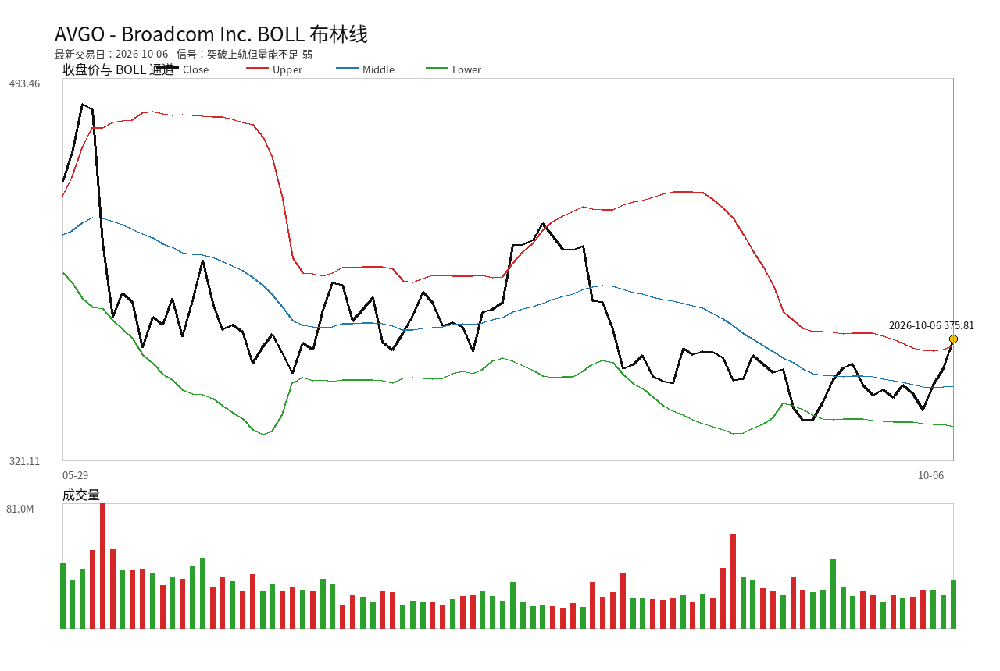 AVGO - Broadcom Inc. BOLL 布林线
最新交易日：2026-10-06 信号：突破上轨但量能不足-弱
收盘价与 BOLL 通道 Close Upper Middle Lower
493.46
2026-10-06 375.81
321.11
05-29 10-06
成交量
81.0M